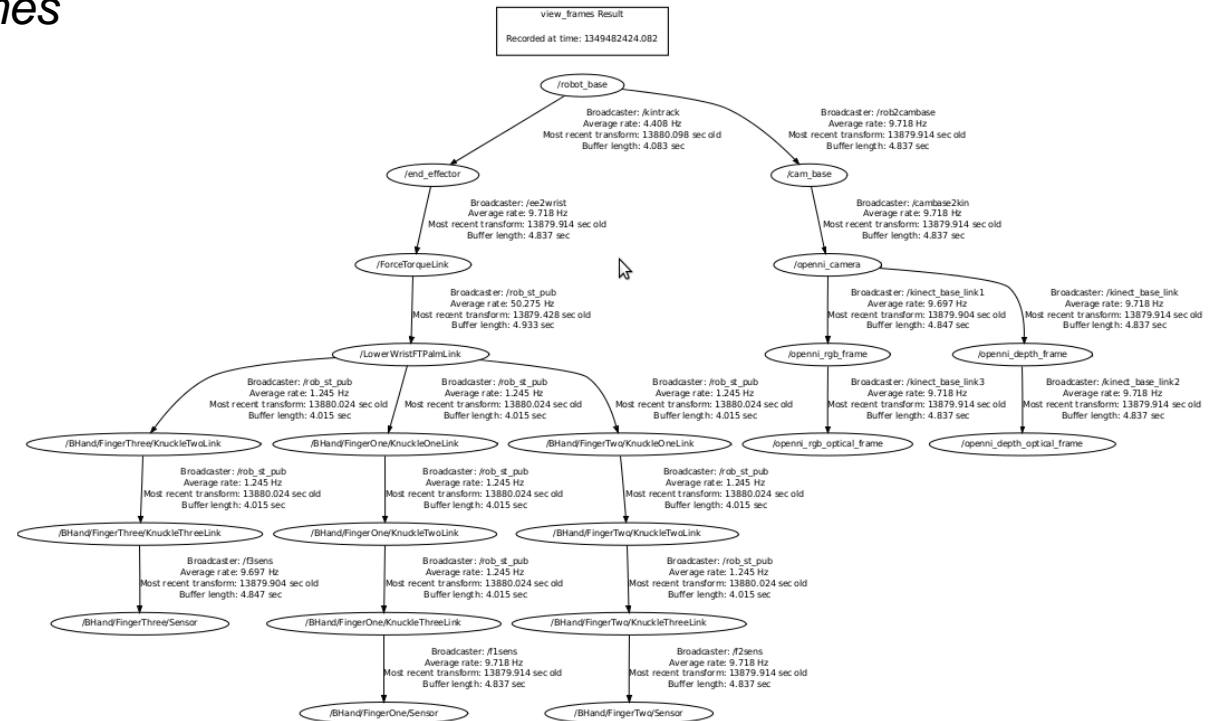 view_frames Result
Recorded at time: 1349482424.082
/robot_base
Broadcaster: /kintrack
Average rate: 4.408 Hz
Most recent transform: 13880.098 sec old
Buffer length: 4.083 sec
Broadcaster: /rob2cambase
Average rate: 9.718 Hz
Most recent transform: 13879.914 sec old
Buffer length: 4.837 sec
/end_effector
/cam_base
Broadcaster: /ee2wrist
Average rate: 9.718 Hz
Most recent transform: 13879.914 sec old
Buffer length: 4.837 sec
Broadcaster: /cambase2kin
Average rate: 9.718 Hz
Most recent transform: 13879.914 sec old
Buffer length: 4.837 sec
/ForceTorqueLink
/openni_camera
Broadcaster: /rob_st_pub
Average rate: 50.275 Hz
Most recent transform: 13879.428 sec old
Buffer length: 4.933 sec
Broadcaster: /kinect_base_link1
Average rate: 9.697 Hz
Most recent transform: 13879.904 sec old
Buffer length: 4.847 sec
Broadcaster: /kinect_base_link
Average rate: 9.718 Hz
Most recent transform: 13879.914 sec old
Buffer length: 4.837 sec
/LowerWristFTPalmLink
/openni_rgb_frame
/openni_depth_frame
Broadcaster: /rob_st_pub
Average rate: 1.245 Hz
Most recent transform: 13880.024 sec old
Buffer length: 4.015 sec
Broadcaster: /rob_st_pub
Average rate: 1.245 Hz
Most recent transform: 13880.024 sec old
Buffer length: 4.015 sec
Broadcaster: /rob_st_pub
Average rate: 1.245 Hz
Most recent transform: 13880.024 sec old
Buffer length: 4.015 sec
Broadcaster: /kinect_base_link3
Average rate: 9.718 Hz
Most recent transform: 13879.914 sec old
Buffer length: 4.837 sec
Broadcaster: /kinect_base_link2
Average rate: 9.718 Hz
Most recent transform: 13879.914 sec old
Buffer length: 4.837 sec
/BHand/FingerThree/KnuckleTwoLink
/BHand/FingerOne/KnuckleOneLink
/BHand/FingerTwo/KnuckleOneLink
/openni_rgb_optical_frame
/openni_depth_optical_frame
Broadcaster: /rob_st_pub
Average rate: 1.245 Hz
Most recent transform: 13880.024 sec old
Buffer length: 4.015 sec
Broadcaster: /rob_st_pub
Average rate: 1.245 Hz
Most recent transform: 13880.024 sec old
Buffer length: 4.015 sec
Broadcaster: /rob_st_pub
Average rate: 1.245 Hz
Most recent transform: 13880.024 sec old
Buffer length: 4.015 sec
/BHand/FingerThree/KnuckleThreeLink
/BHand/FingerOne/KnuckleTwoLink
/BHand/FingerTwo/KnuckleTwoLink
Broadcaster: /f3sens
Average rate: 9.697 Hz
Most recent transform: 13879.904 sec old
Buffer length: 4.847 sec
Broadcaster: /rob_st_pub
Average rate: 1.245 Hz
Most recent transform: 13880.024 sec old
Buffer length: 4.015 sec
Broadcaster: /rob_st_pub
Average rate: 1.245 Hz
Most recent transform: 13880.024 sec old
Buffer length: 4.015 sec
/BHand/FingerThree/Sensor
/BHand/FingerOne/KnuckleThreeLink
/BHand/FingerTwo/KnuckleThreeLink
Broadcaster: /f1sens
Average rate: 9.718 Hz
Most recent transform: 13879.914 sec old
Buffer length: 4.837 sec
Broadcaster: /f2sens
Average rate: 9.718 Hz
Most recent transform: 13879.914 sec old
Buffer length: 4.837 sec
/BHand/FingerOne/Sensor
/BHand/FingerTwo/Sensor